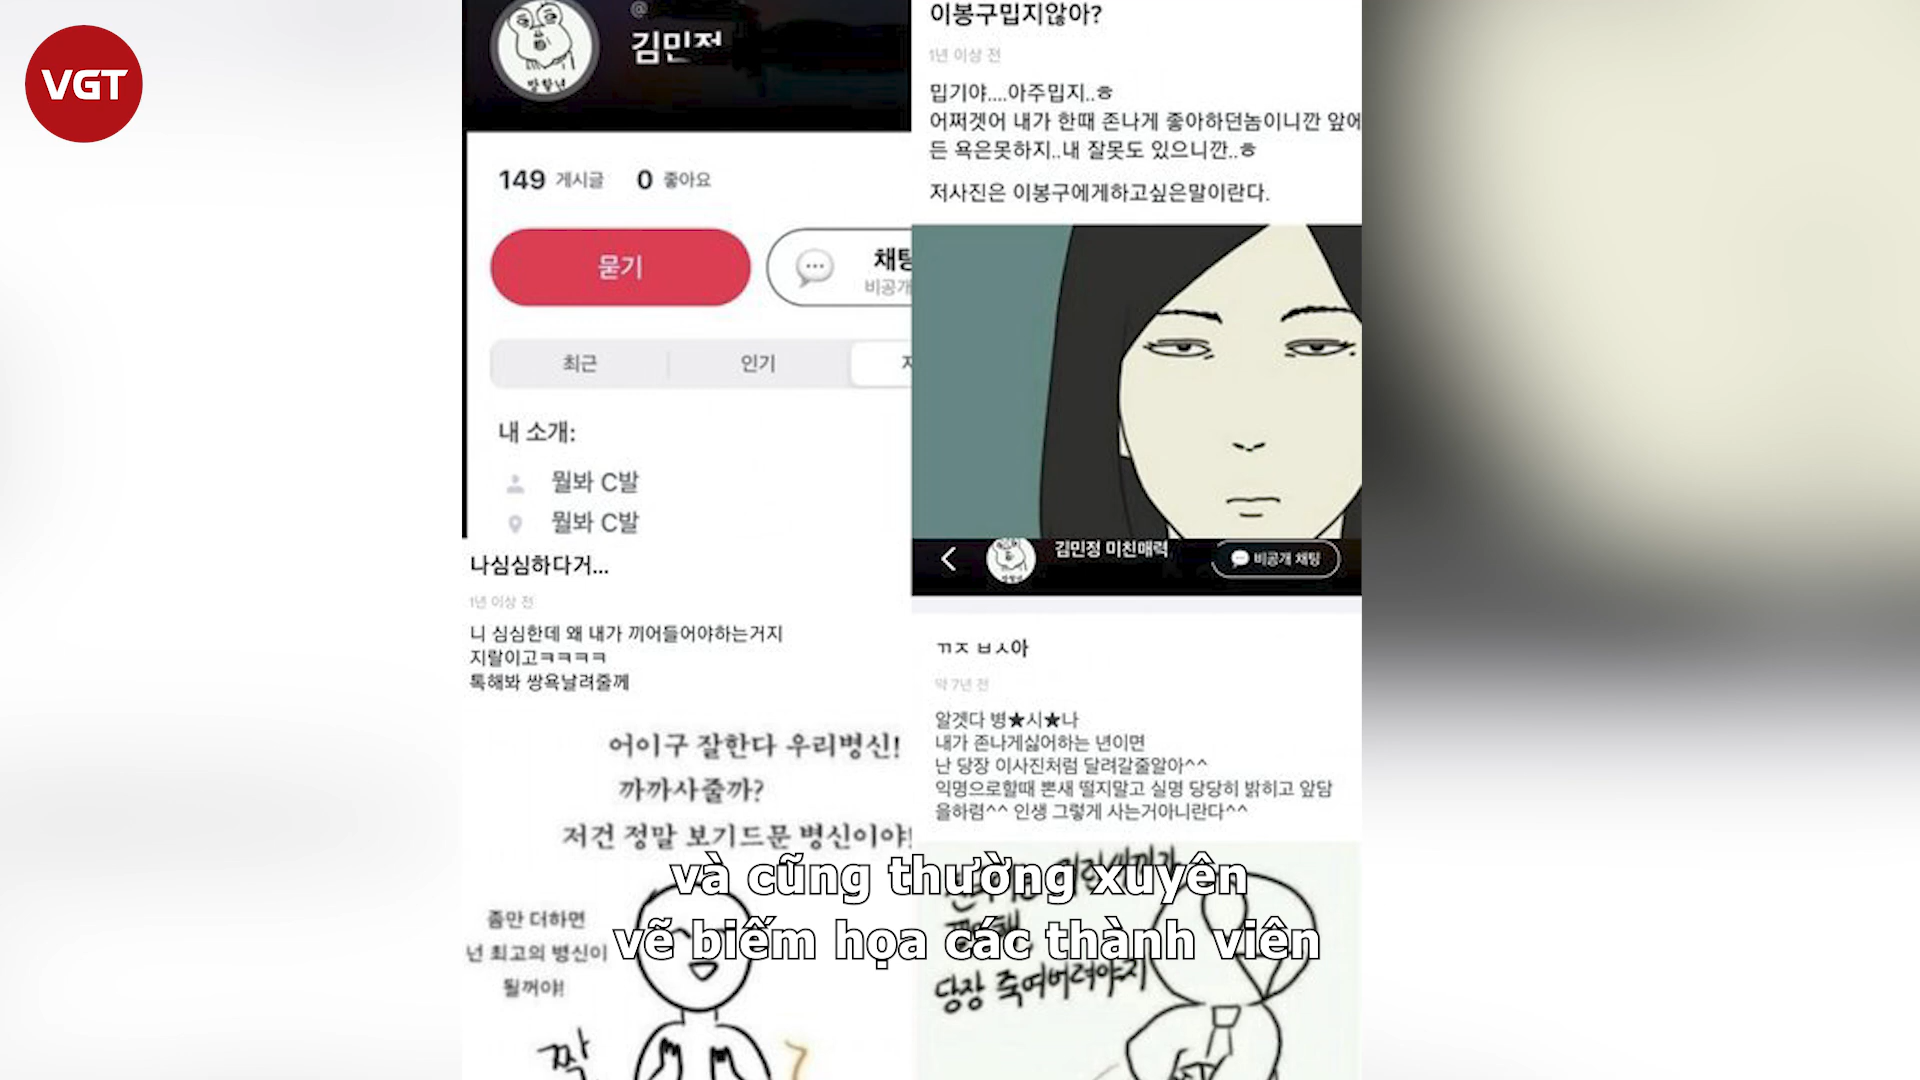 VGT
@
김민정
망할년
149 게시글 0 좋아요
묻기
채팅
비공개
최근 인기
내 소개:
뭘봐 C발
뭘봐 C발
이봉구밉지않아?
1년 이상 전
밉기야....아주밉지..ㅎ
어쩌겟어 내가 한때 존나게 좋아하던놈이니깐 앞에
든 욕은못하지..내 잘못도 있으니깐..ㅎ
저사진은 이봉구에게하고싶은말이란다.
나심심하다거...
1년 이상 전
니 심심한데 왜 내가 끼어들어야하는거지
지랄이고ㅋㅋㅋㅋ
톡해봐 쌍욕날려줄께
어이구 잘한다 우리병신!
까까사줄까?
저건 정말 보기드문 병신이야!
좀만 더하면
넌 최고의 병신이
될꺼야!
짝
김민정 미친매력
비공개 채팅
ㄲㅈ ㅂㅅ아
약 7년 전
알겟다 병★시★나
내가 존나게싫어하는 년이면
난 당장 이사진처럼 달려갈줄알아^^
익명으로할때 뽄새 떨지말고 실명 당당히 밝히고 앞담
을하렴^^ 인생 그렇게 사는거아니란다^^
당장 죽여버려야지
và cũng thường xuyên
vẽ biếm họa các thành viên